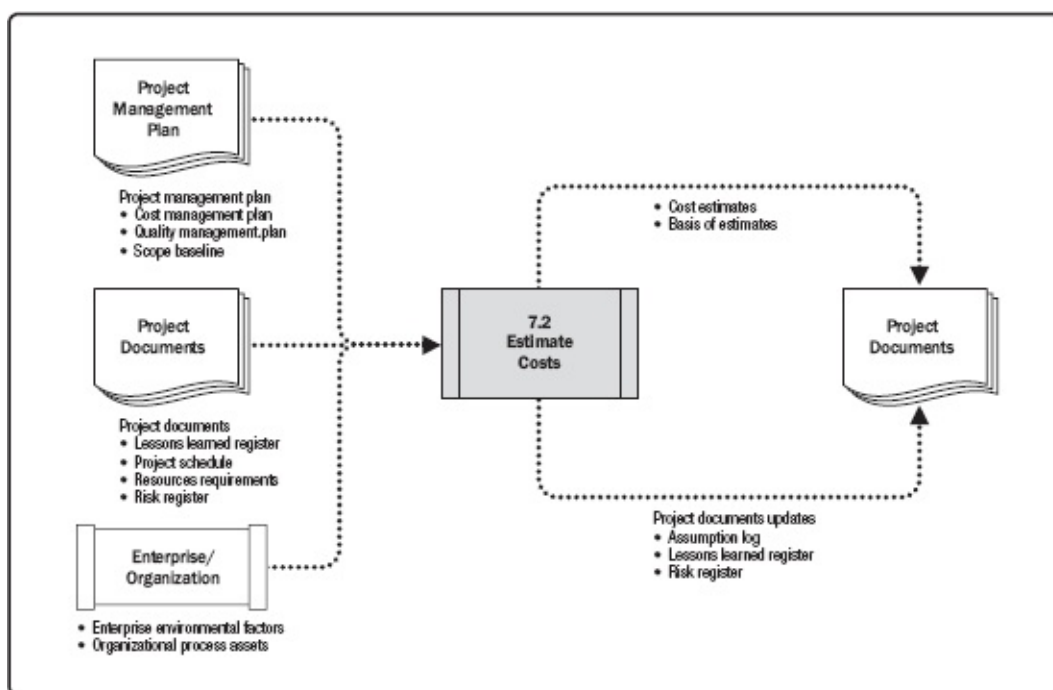 Project
Management
Plan
Project management plan
• Cost management plan
• Quality management.plan
• Scope baseline
Project
Documents
Project documents
• Lessons learned register
• Project schedule
• Resources requirements
• Risk register
Enterprise/
Organization
• Enterprise environmental factors
• Organizational process assets
7.2
Estimate
Costs
• Cost estimates
• Basis of estimates
Project
Documents
Project documents updates
• Assumption log
• Lessons learned register
• Risk register